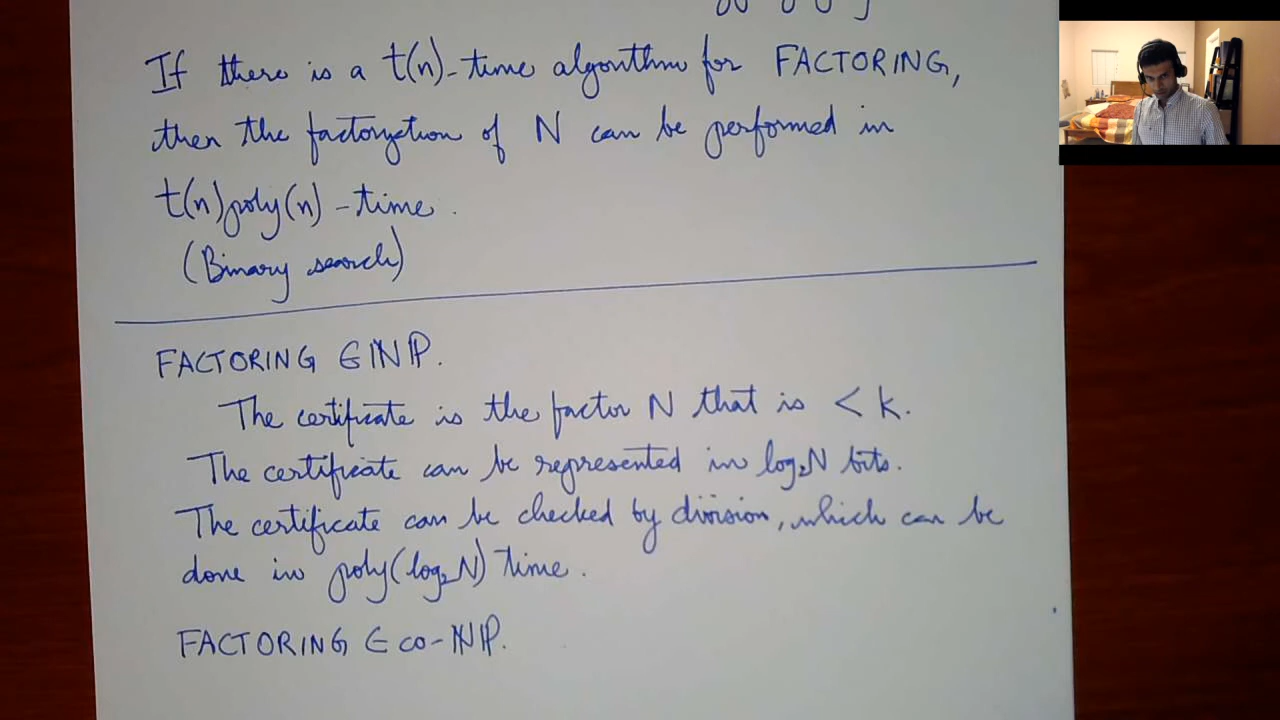 If there is a t(n)-time algorithm for FACTORING,
then the factoryation of N can be performed in
t(n)poly(n)-time.
(Binary search)
FACTORING ∈ NP.
The certificate is the factor N that is < k.
The certificate can be represented in log₂N bits.
The certificate can be checked by division, which can be
done in poly(log₂N) time.
FACTORING ∈ co-NP.